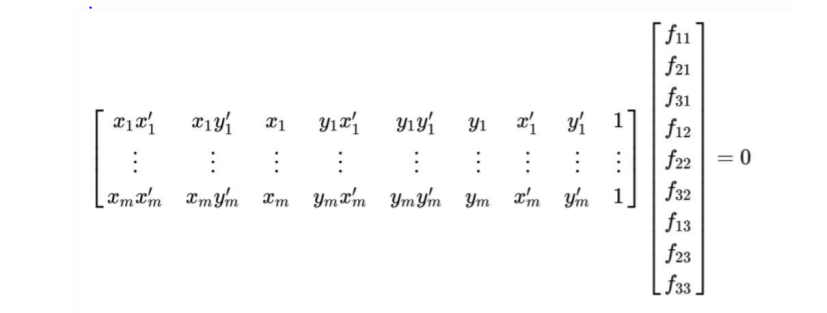 x₁x′₁ x₁y′₁ x₁ y₁x′₁ y₁y′₁ y₁ x′₁ y′₁ 1
⋮ ⋮ ⋮ ⋮ ⋮ ⋮ ⋮ ⋮ ⋮
xₘx′ₘ xₘy′ₘ xₘ yₘx′ₘ yₘy′ₘ yₘ x′ₘ y′ₘ 1
f₁₁
f₂₁
f₃₁
f₁₂
f₂₂
f₃₂
f₁₃
f₂₃
f₃₃
= 0